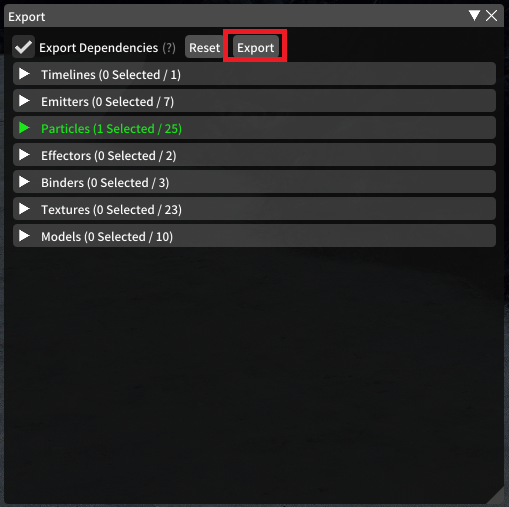 Export
Export Dependencies (?) Reset Export
Timelines (0 Selected / 1)
Emitters (0 Selected / 7)
Particles (1 Selected / 25)
Effectors (0 Selected / 2)
Binders (0 Selected / 3)
Textures (0 Selected / 23)
Models (0 Selected / 10)